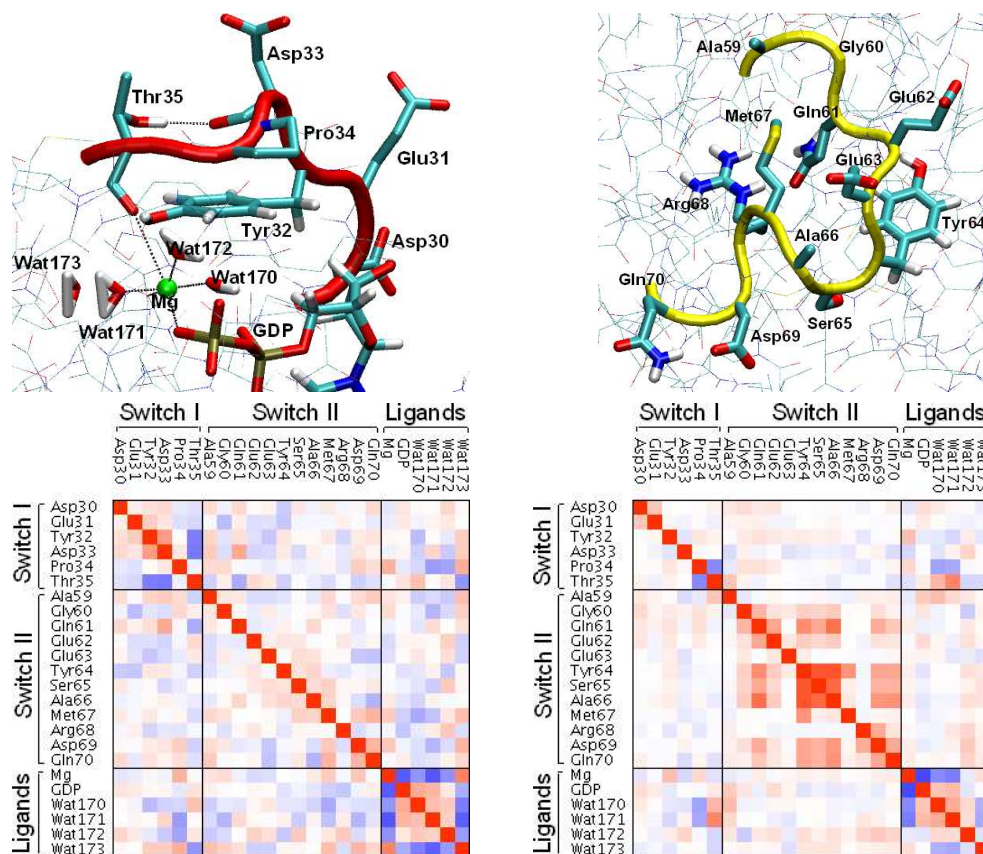 Asp33
Thr35
Pro34
Glu31
Tyr32
Asp30
Wat172
Wat173
Wat170
Mg
Wat171
GDP
Ala59
Gly60
Glu62
Gln61
Met67
Glu63
Arg68
Tyr64
Ala66
Gln70
Ser65
Asp69
Switch I Switch II Ligands
Asp30 Glu31 Tyr32 Asp33 Pro34 Thr35 Ala59 Gly60 Gln61 Glu62 Glu63 Tyr64 Ser65 Ala66 Met67 Arg68 Asp69 Gln70 Mg GDP Wat170 Wat171 Wat172 Wat173
Switch I
Asp30
Glu31
Tyr32
Asp33
Pro34
Thr35
Switch II
Ala59
Gly60
Gln61
Glu62
Glu63
Tyr64
Ser65
Ala66
Met67
Arg68
Asp69
Gln70
Ligands
Mg
GDP
Wat170
Wat171
Wat172
Wat173
Switch I Switch II Ligands
Asp30 Glu31 Tyr32 Asp33 Pro34 Thr35 Ala59 Gly60 Gln61 Glu62 Glu63 Tyr64 Ser65 Ala66 Met67 Arg68 Asp69 Gln70 Mg GDP Wat170 Wat171 Wat172 Wat173
Switch I
Asp30
Glu31
Tyr32
Asp33
Pro34
Thr35
Switch II
Ala59
Gly60
Gln61
Glu62
Glu63
Tyr64
Ser65
Ala66
Met67
Arg68
Asp69
Gln70
Ligands
Mg
GDP
Wat170
Wat171
Wat172
Wat173